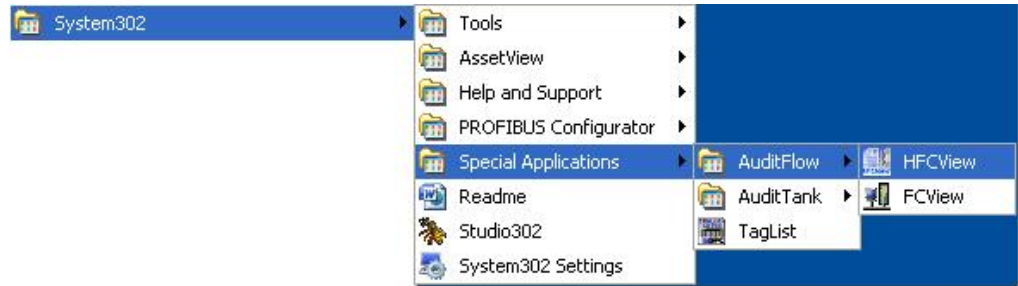 System302
Tools
AssetView
Help and Support
PROFIBUS Configurator
Special Applications
Readme
Studio302
System302 Settings
AuditFlow
AuditTank
TagList
HFCView
FCView